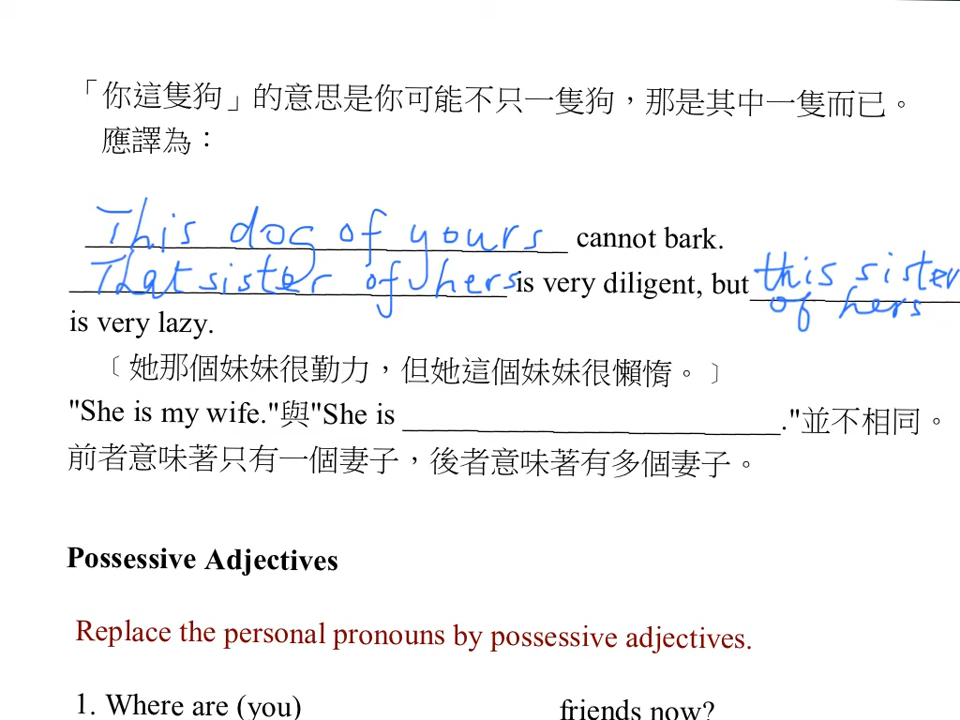 「你這隻狗」的意思是你可能不只一隻狗，那是其中一隻而已。
應譯為：
This dog of yours cannot bark.
That sister of hers is very diligent, but this sister
of hers
is very lazy.
﹝她那個妹妹很勤力，但她這個妹妹很懶惰。﹞
"She is my wife."與"She is ______."並不相同。
前者意味著只有一個妻子，後者意味著有多個妻子。
Possessive Adjectives
Replace the personal pronouns by possessive adjectives.
1. Where are (you) ______ friends now?